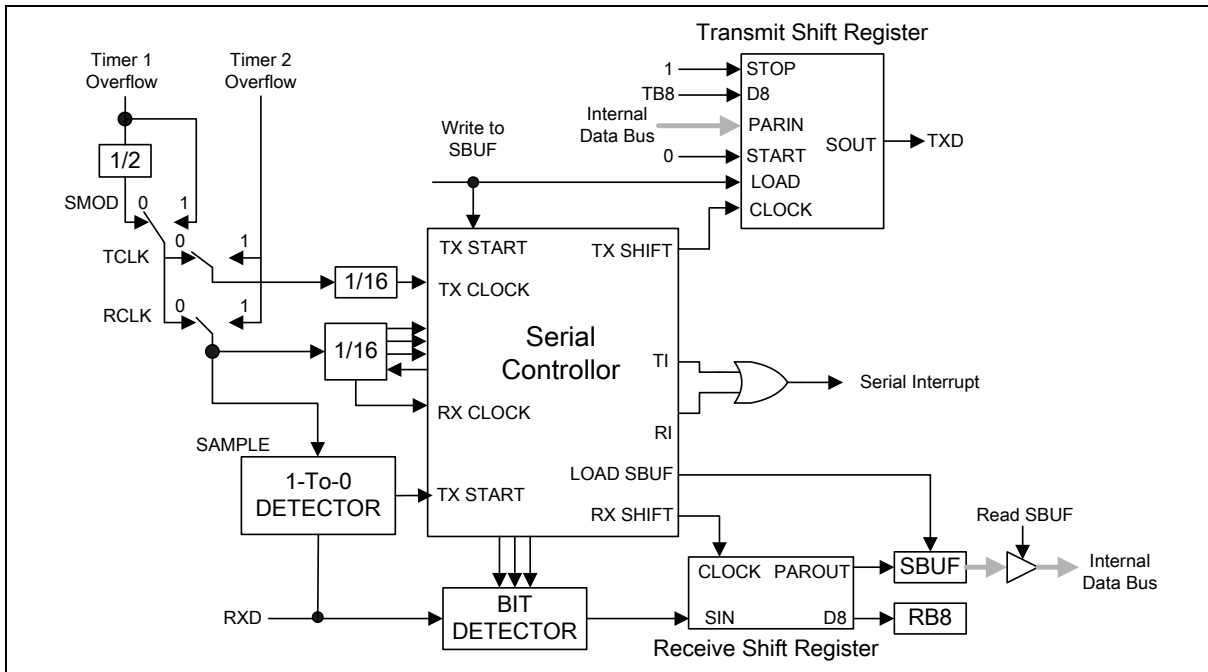 Transmit Shift Register
Timer 1
Overflow
Timer 2
Overflow
1
STOP
TB8
D8
Internal
Data Bus
PARIN
SOUT
TXD
0
START
LOAD
CLOCK
Write to
SBUF
1/2
SMOD
0
1
TCLK
0
1
RCLK
0
1
1/16
1/16
TX START
TX SHIFT
TX CLOCK
Serial
Controllor
TI
Serial Interrupt
RX CLOCK
RI
SAMPLE
1-To-0
DETECTOR
TX START
LOAD SBUF
RX SHIFT
Read SBUF
CLOCK
PAROUT
SBUF
Internal
Data Bus
RXD
BIT
DETECTOR
SIN
D8
RB8
Receive Shift Register